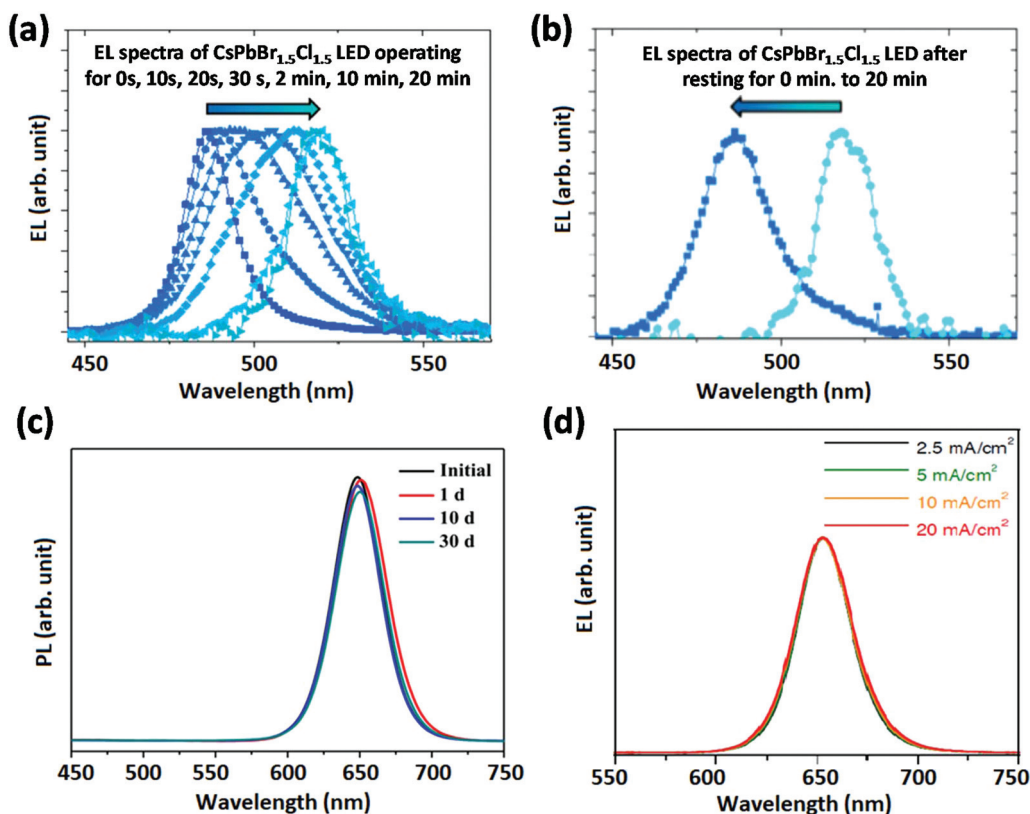 (a)
EL spectra of CsPbBr1.5Cl1.5 LED operating
for 0s, 10s, 20s, 30 s, 2 min, 10 min, 20 min
EL (arb. unit)
450 500 550
Wavelength (nm)
(b)
EL spectra of CsPbBr1.5Cl1.5 LED after
resting for 0 min. to 20 min
EL (arb. unit)
450 500 550
Wavelength (nm)
(c)
Initial
1 d
10 d
30 d
PL (arb. unit)
450 500 550 600 650 700 750
Wavelength (nm)
(d)
2.5 mA/cm2
5 mA/cm2
10 mA/cm2
20 mA/cm2
EL (arb. unit)
550 600 650 700 750
Wavelength (nm)